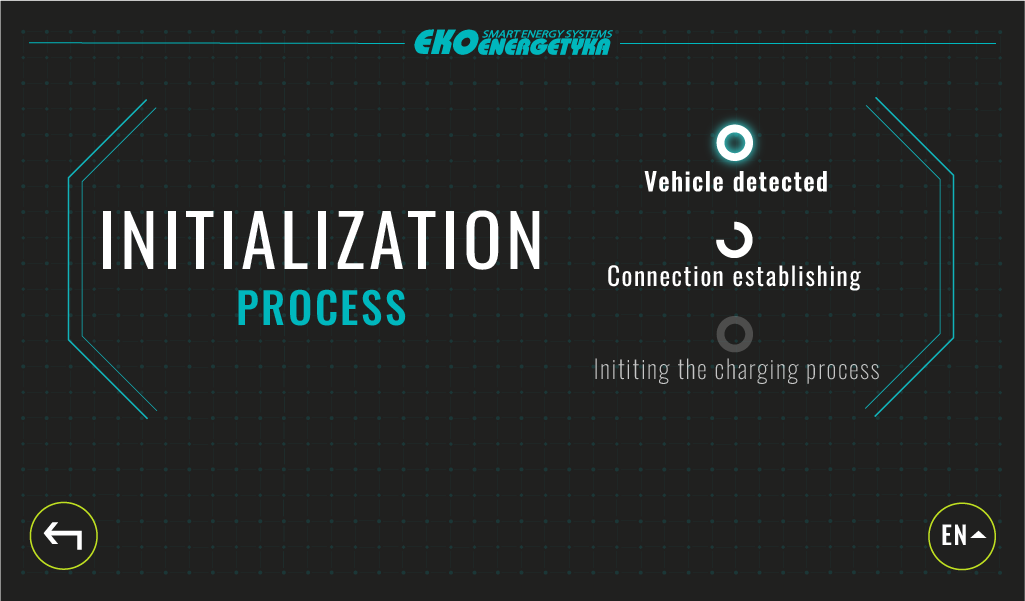 EKO SMART ENERGY SYSTEMS
ENERGETYKA
INITIALIZATION
PROCESS
Vehicle detected
Connection establishing
Inititing the charging process
EN